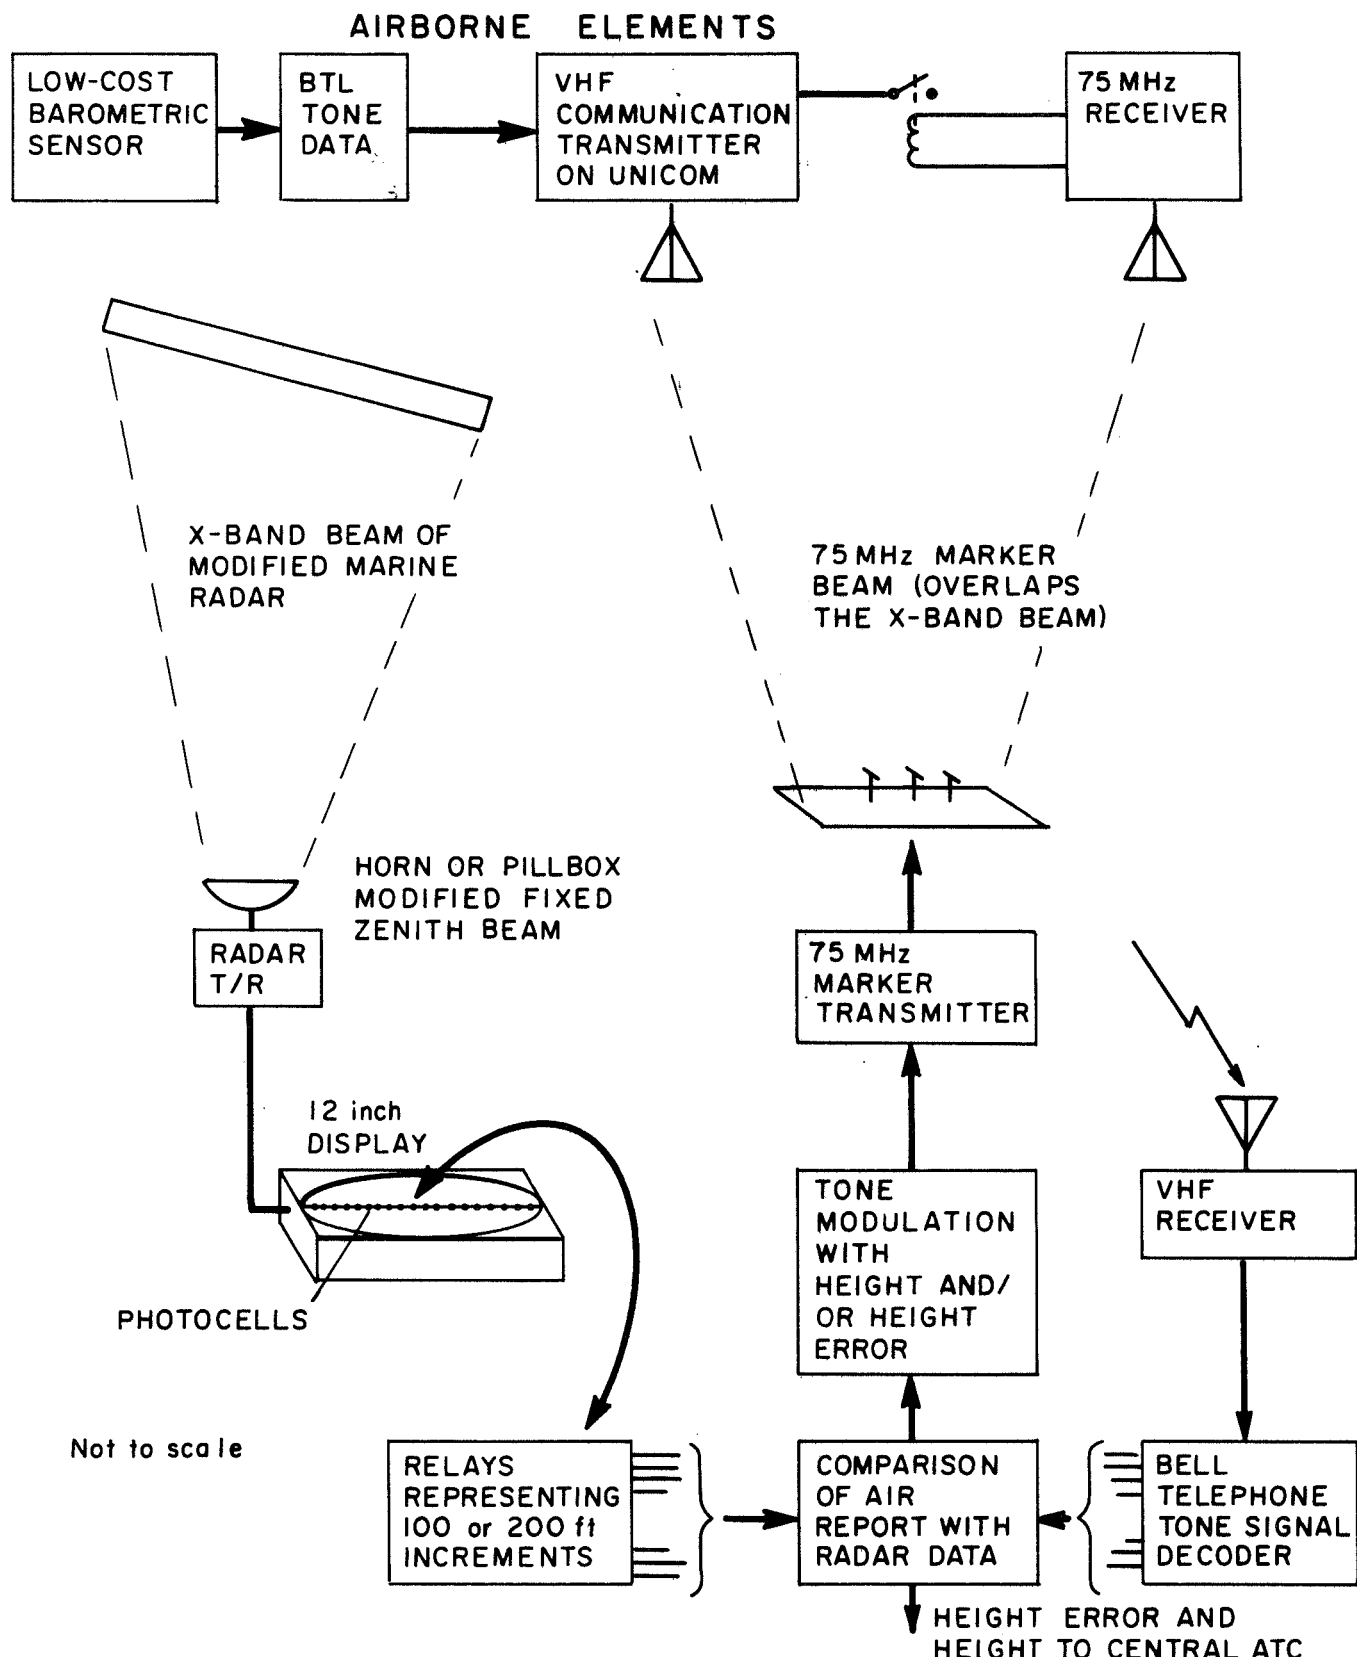 AIRBORNE ELEMENTS
LOW-COST
BAROMETRIC
SENSOR
BTL
TONE
DATA
VHF
COMMUNICATION
TRANSMITTER
ON UNICOM
75 MHz
RECEIVER
X-BAND BEAM OF
MODIFIED MARINE
RADAR
75 MHz MARKER
BEAM (OVERLAPS
THE X-BAND BEAM)
HORN OR PILLBOX
MODIFIED FIXED
ZENITH BEAM
RADAR
T/R
75 MHz
MARKER
TRANSMITTER
12 inch
DISPLAY
PHOTOCELLS
TONE
MODULATION
WITH
HEIGHT AND/
OR HEIGHT
ERROR
VHF
RECEIVER
Not to scale
RELAYS
REPRESENTING
100 or 200 ft
INCREMENTS
COMPARISON
OF AIR
REPORT WITH
RADAR DATA
BELL
TELEPHONE
TONE SIGNAL
DECODER
HEIGHT ERROR AND
HEIGHT TO CENTRAL ATC